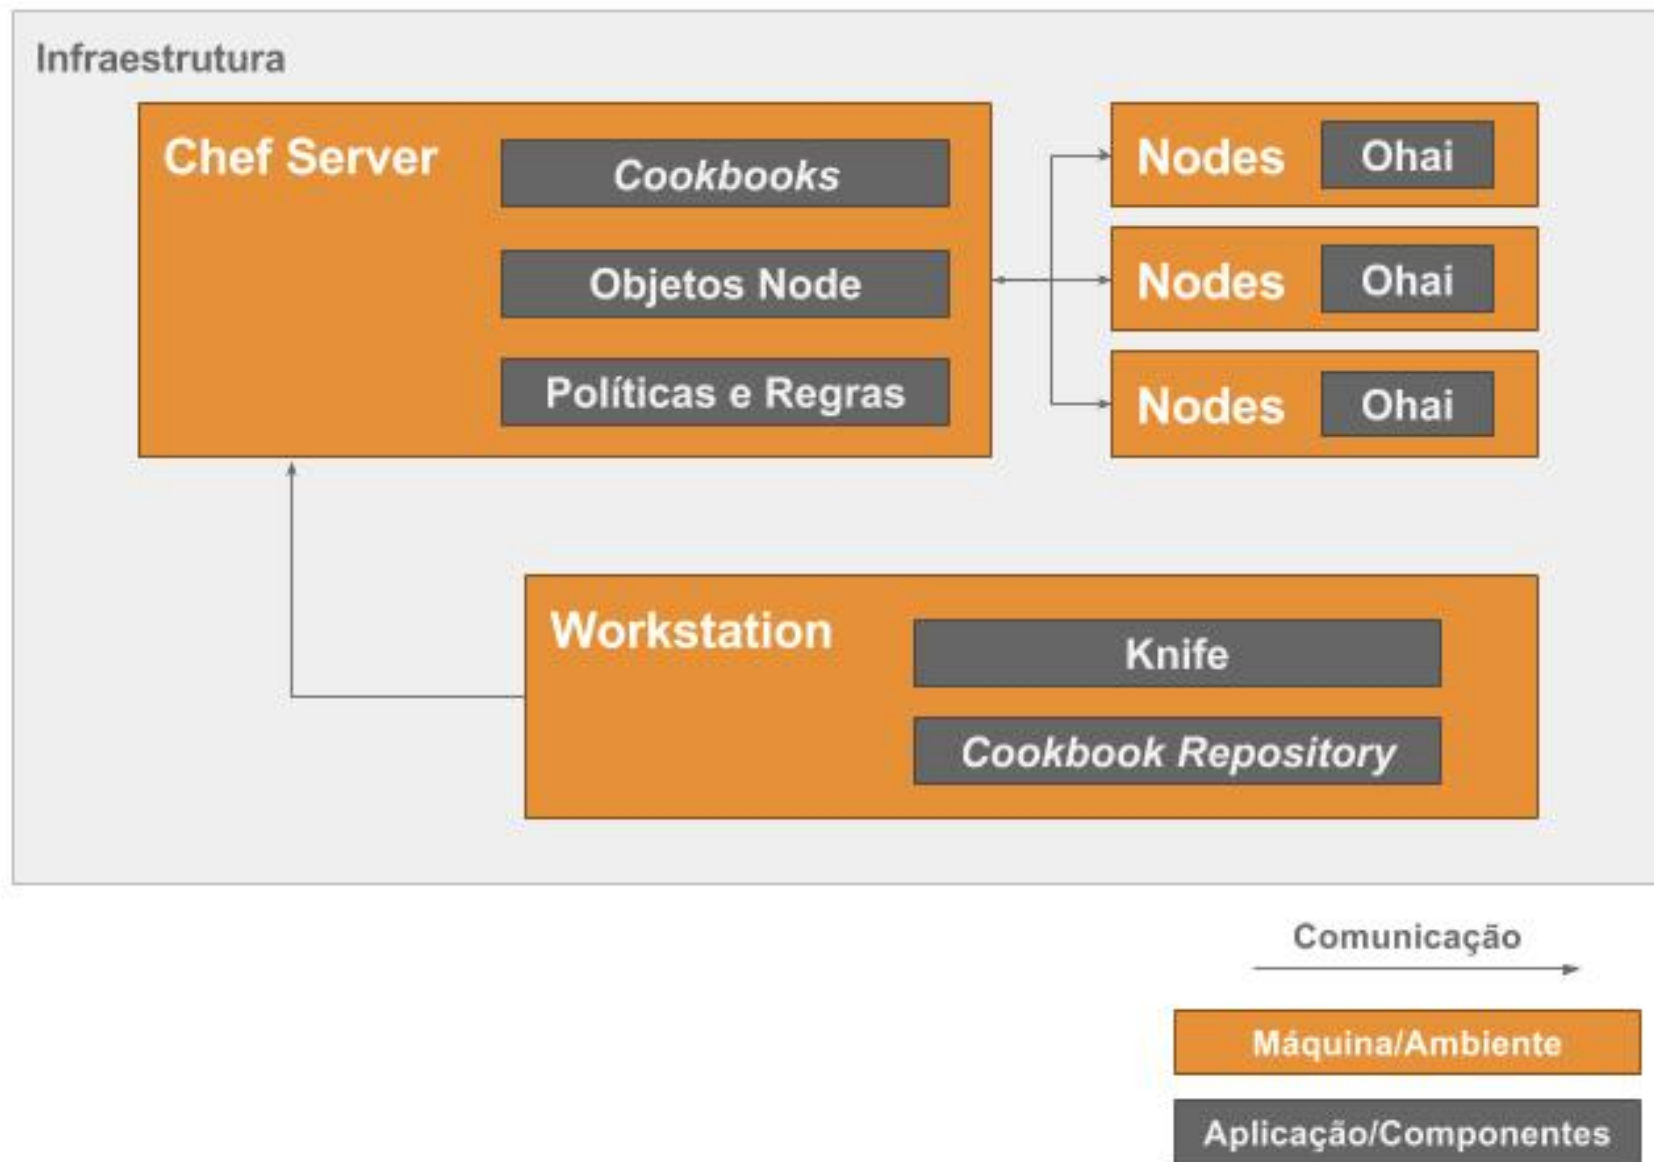 Infraestrutura
Chef Server
Cookbooks
Objetos Node
Políticas e Regras
Nodes
Ohai
Nodes
Ohai
Nodes
Ohai
Workstation
Knife
Cookbook Repository
Comunicação
Máquina/Ambiente
Aplicação/Componentes